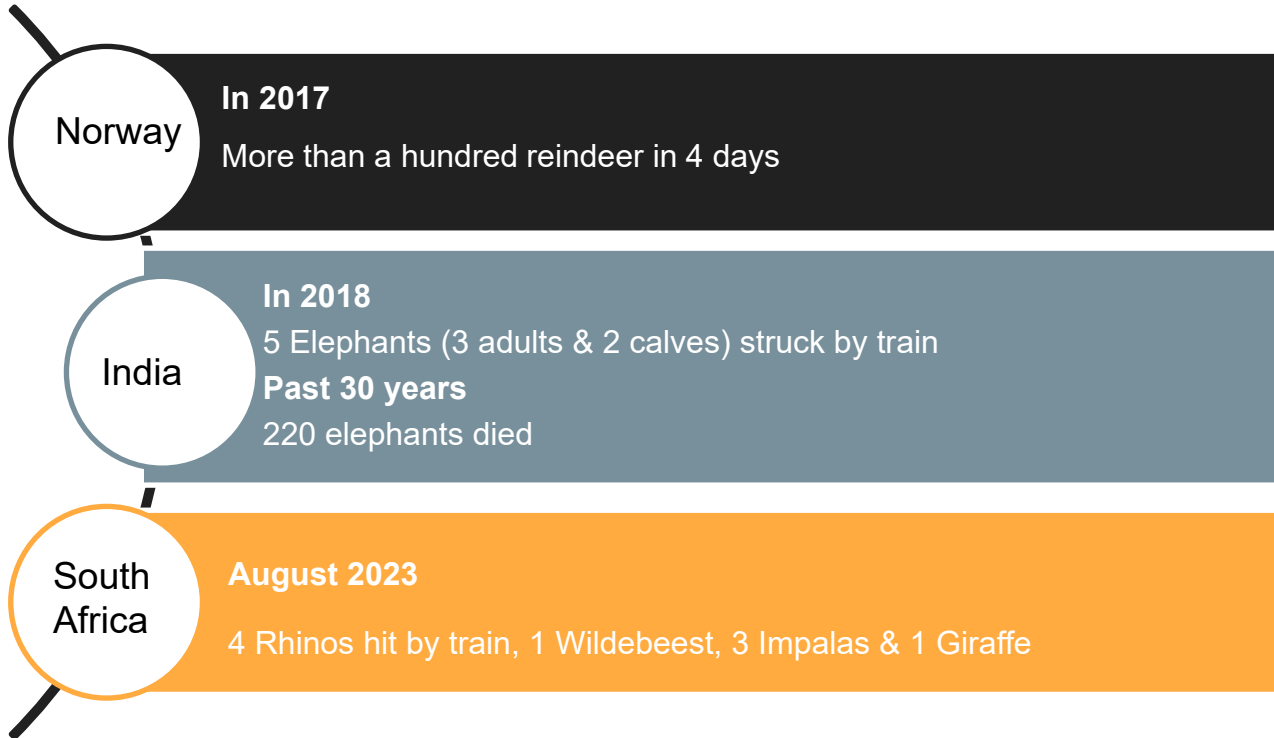 Norway
In 2017
More than a hundred reindeer in 4 days
India
In 2018
5 Elephants (3 adults & 2 calves) struck by train
Past 30 years
220 elephants died
South
Africa
August 2023
4 Rhinos hit by train, 1 Wildebeest, 3 Impalas & 1 Giraffe